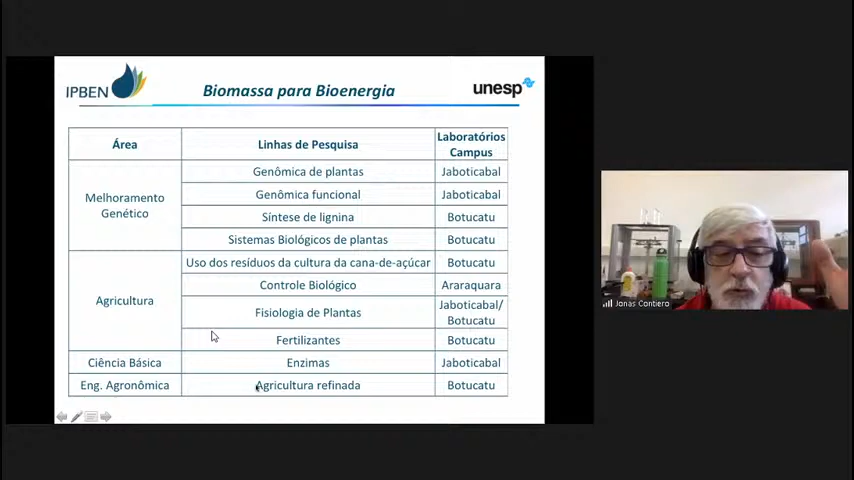 IPBEN
Biomassa para Bioenergia
unesp
Área
Linhas de Pesquisa
Laboratórios
Campus
Melhoramento
Genético
Genômica de plantas
Jaboticabal
Genômica funcional
Jaboticabal
Síntese de lignina
Botucatu
Sistemas Biológicos de plantas
Botucatu
Agricultura
Uso dos resíduos da cultura da cana-de-açúcar
Botucatu
Controle Biológico
Araraquara
Fisiologia de Plantas
Jaboticabal/
Botucatu
Fertilizantes
Botucatu
Ciência Básica
Enzimas
Jaboticabal
Eng. Agronômica
Agricultura refinada
Botucatu
Jonas Contiero